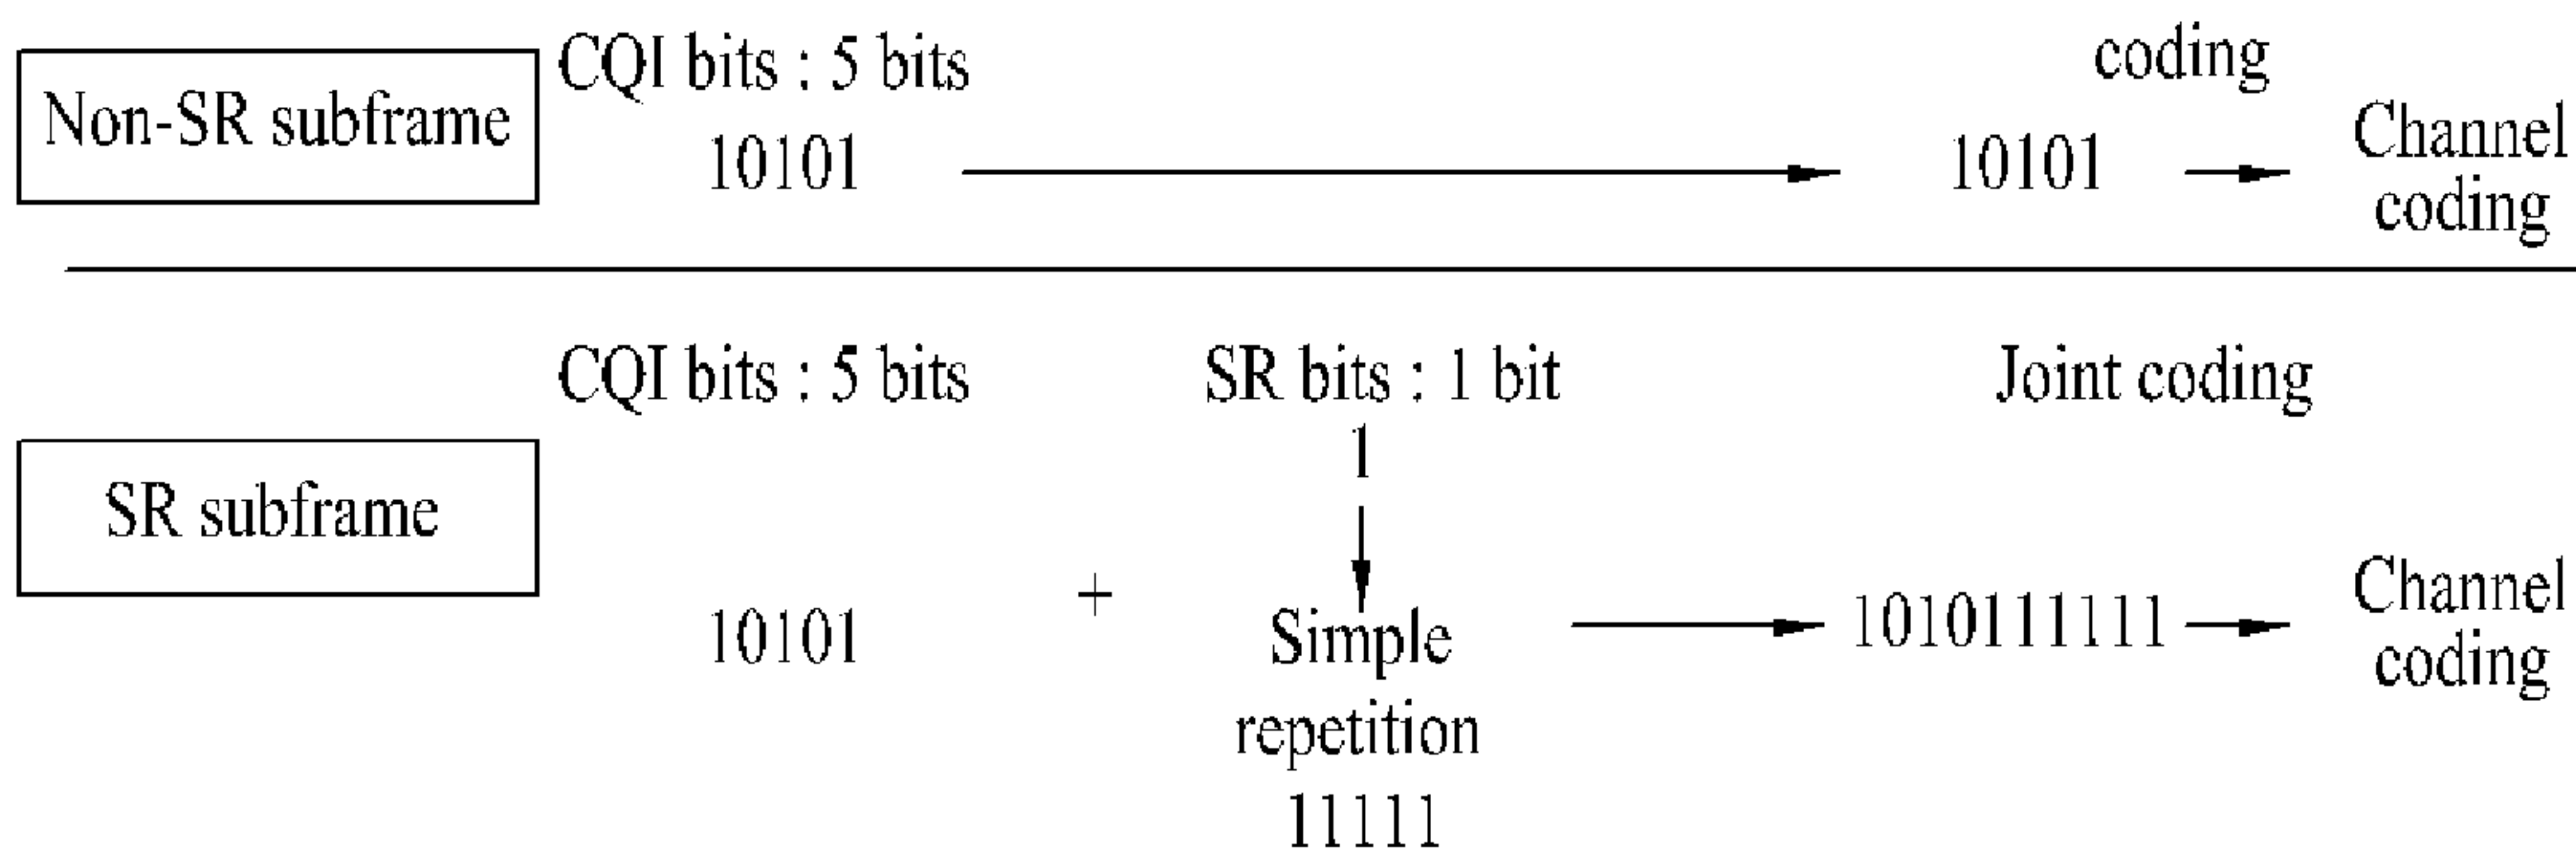 Non-SR subframe
CQI bits : 5 bits
10101
coding
10101
Channel
coding
CQI bits : 5 bits
SR bits : 1 bit
Joint coding
SR subframe
1
10101
+
Simple
repetition
11111
1010111111
Channel
coding